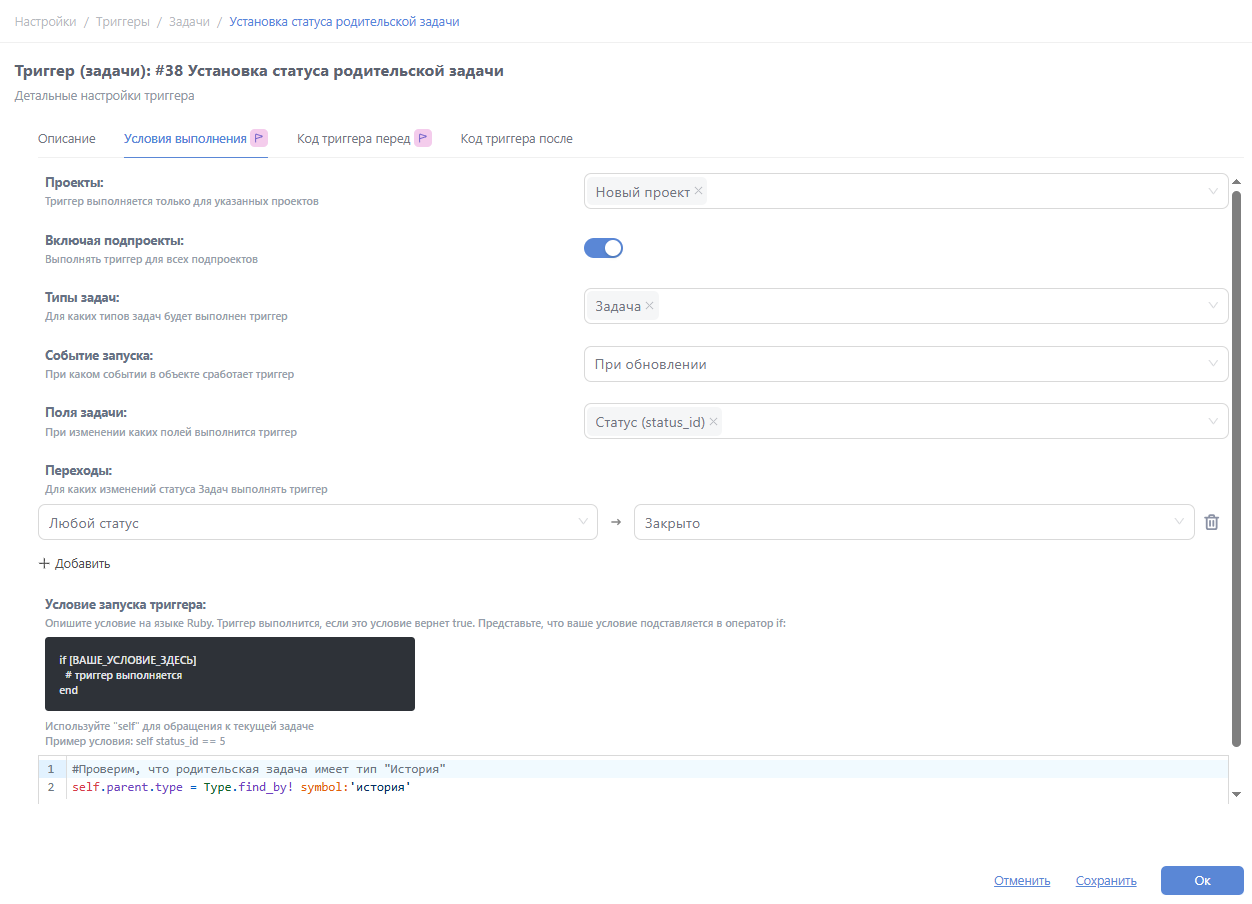 Настройки / Триггеры / Задачи / Установка статуса родительской задачи
Триггер (задачи): #38 Установка статуса родительской задачи
Детальные настройки триггера
Описание Условия выполнения Код триггера перед Код триггера после
Проекты:
Триггер выполняется только для указанных проектов
Новый проект
Включая подпроекты:
Выполнять триггер для всех подпроектов
Типы задач:
Для каких типов задач будет выполнен триггер
Задача
Событие запуска:
При каком событии в объекте сработает триггер
При обновлении
Поля задачи:
При изменении каких полей выполнится триггер
Статус (status_id)
Переходы:
Для каких изменений статуса Задач выполнять триггер
Любой статус → Закрыто
+ Добавить
Условие запуска триггера:
Опишите условие на языке Ruby. Триггер выполнится, если это условие вернет true. Представьте, что ваше условие подставляется в оператор if:
if [ВАШЕ_УСЛОВИЕ_ЗДЕСЬ]
# триггер выполняется
end
Используйте "self" для обращения к текущей задаче
Пример условия: self status_id == 5
1 #Проверим, что родительская задача имеет тип "История"
2 self.parent.type = Type.find_by! symbol:'история'
Отменить Сохранить Ок